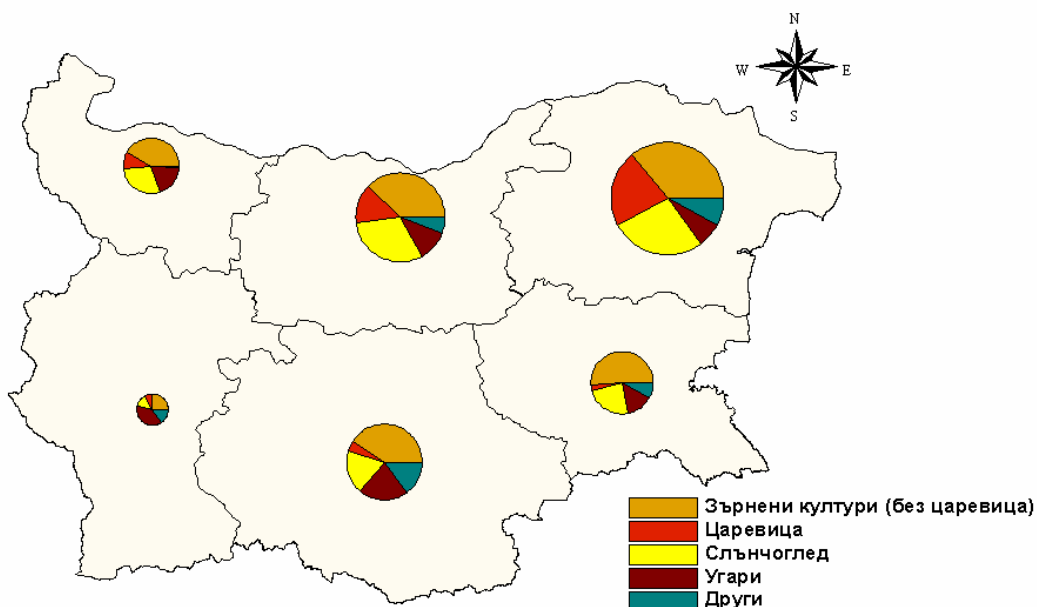 N
W E
S
Зърнени култури (без царевица)
Царевица
Слънчоглед
Угари
Други